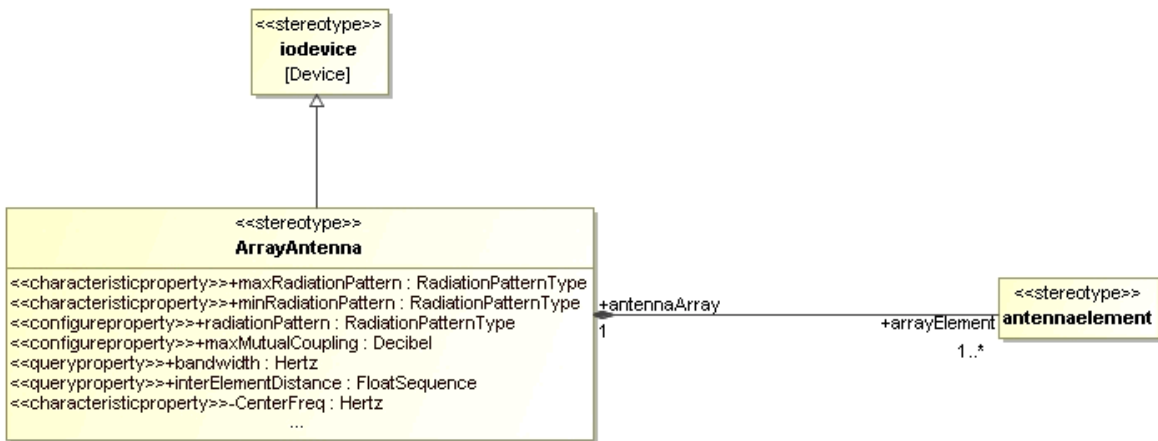 <<stereotype>>
iodevice
[Device]
<<stereotype>>
ArrayAntenna
<<characteristicproperty>>+maxRadiationPattern : RadiationPatternType
<<characteristicproperty>>+minRadiationPattern : RadiationPatternType
<<configureproperty>>+radiationPattern : RadiationPatternType
<<configureproperty>>+maxMutualCoupling : Decibel
<<queryproperty>>+bandwidth : Hertz
<<queryproperty>>+interElementDistance : FloatSequence
<<characteristicproperty>>-CenterFreq : Hertz
...
+antennaArray
1
+arrayElement
1..*
<<stereotype>>
antennaelement